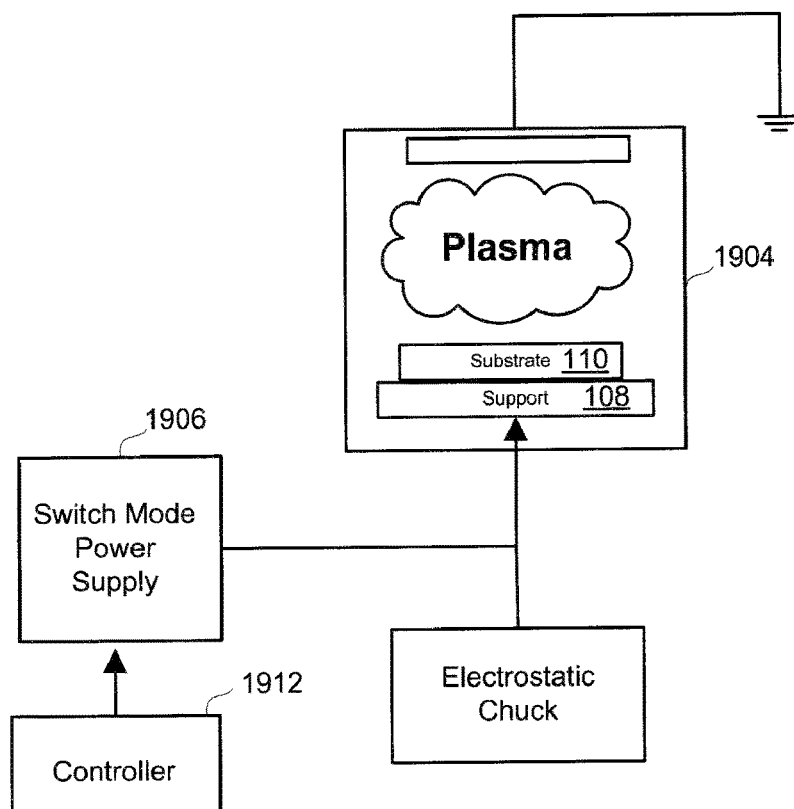 Plasma
1904
Substrate 110
Support 108
1906
Switch Mode
Power
Supply
Electrostatic
Chuck
1912
Controller